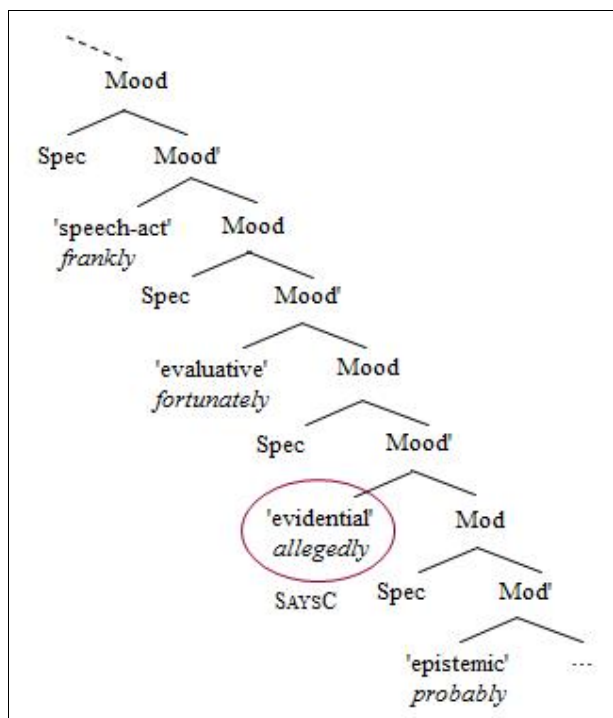 Mood
Spec Mood'
'speech-act' Mood
frankly
Spec Mood'
'evaluative' Mood
fortunately
Spec Mood'
'evidential' Mod
allegedly
SAYSC Spec Mod'
'epistemic' ---
probably